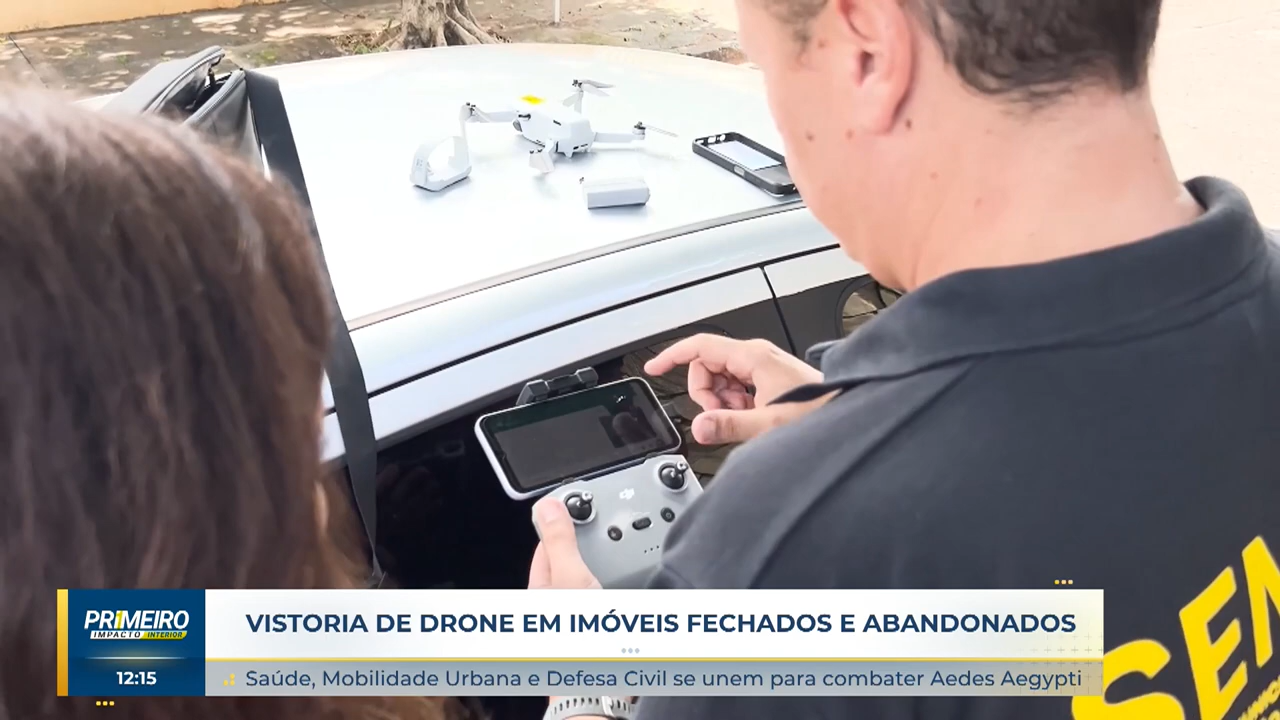 PRIMEIRO
IMPACTO INTERIOR
12:15
VISTORIA DE DRONE EM IMÓVEIS FECHADOS E ABANDONADOS
Saúde, Mobilidade Urbana e Defesa Civil se unem para combater Aedes Aegypti
dji